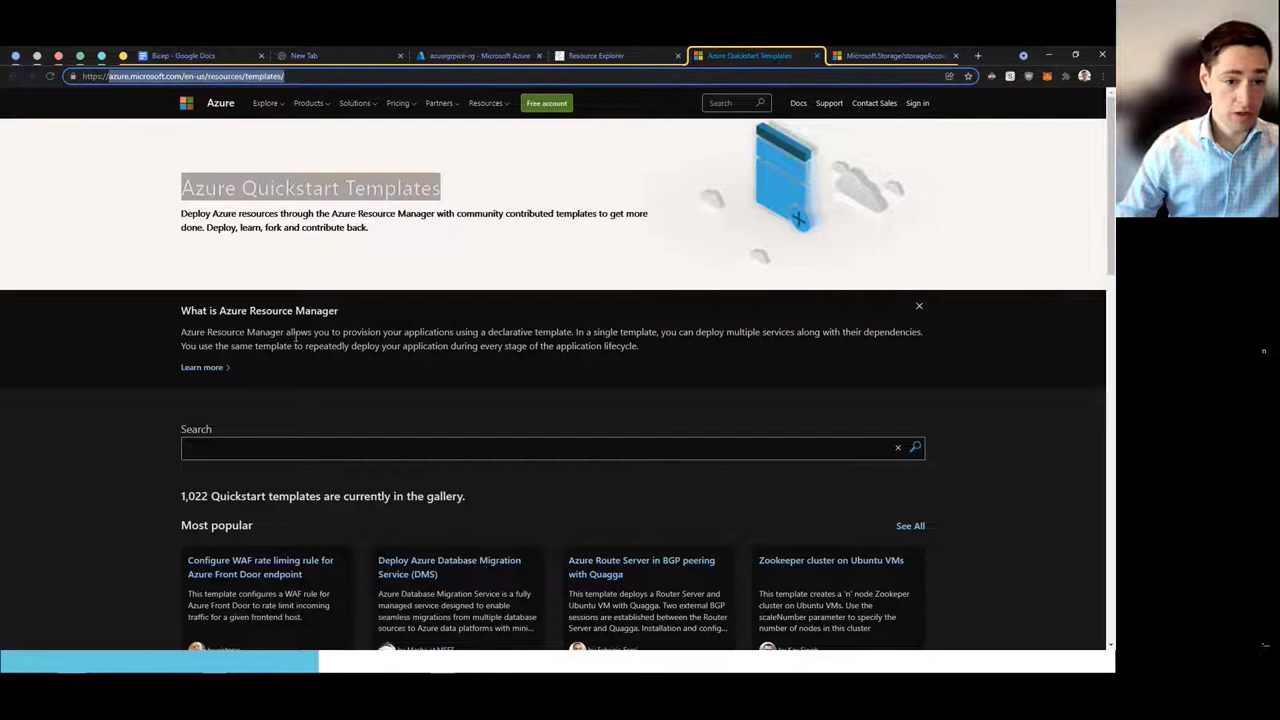 Bicep - Google Docs
New Tab
azusrgrpice-rg - Microsoft Azure
Resource Explorer
Azure Quickstart Templates
Microsoft.Storage/storageAccou
https://azure.microsoft.com/en-us/resources/templates/
Azure
Explore
Products
Solutions
Pricing
Partners
Resources
Free account
Search
Docs
Support
Contact Sales
Sign in
Azure Quickstart Templates
Deploy Azure resources through the Azure Resource Manager with community contributed templates to get more
done. Deploy, learn, fork and contribute back.
What is Azure Resource Manager
Azure Resource Manager allows you to provision your applications using a declarative template. In a single template, you can deploy multiple services along with their dependencies.
You use the same template to repeatedly deploy your application during every stage of the application lifecycle.
Learn more
Search
1,022 Quickstart templates are currently in the gallery.
Most popular
See All
Configure WAF rate liming rule for
Azure Front Door endpoint
This template configures a WAF rule for
Azure Front Door to rate limit incoming
traffic for a given frontend host.
Deploy Azure Database Migration
Service (DMS)
Azure Database Migration Service is a fully
managed service designed to enable
seamless migrations from multiple database
sources to Azure data platforms with mini...
Azure Route Server in BGP peering
with Quagga
This template deploys a Router Server and
Ubuntu VM with Quagga. Two external BGP
sessions are established between the Router
Server and Quagga. Installation and config...
Zookeeper cluster on Ubuntu VMs
This template creates a 'n' node Zookeper
cluster on Ubuntu VMs. Use the
scaleNumber parameter to specify the
number of nodes in this cluster
n